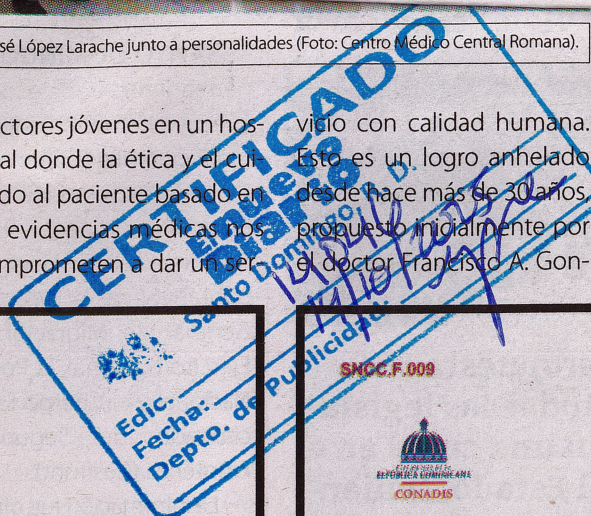 sé López Larache junto a personalidades (Foto: Centro Médico Central Romana).
ctores jóvenes en un hos-
al donde la ética y el cui-
do al paciente basado en
evidencias médicas nos
mprometen a dar un ser-
vicio con calidad humana.
Esto es un logro anhelado
desde hace más de 30 años,
propuesto inicialmente por
el doctor Francisco A. Gon-
CERTIFICADO
El nuevo
Diario
Santo Domingo, R. D.
Edic.
Fecha:
Depto. de Publicidad.
SNCC.F.009
REPÚBLICA DOMINICANA
CONADIS